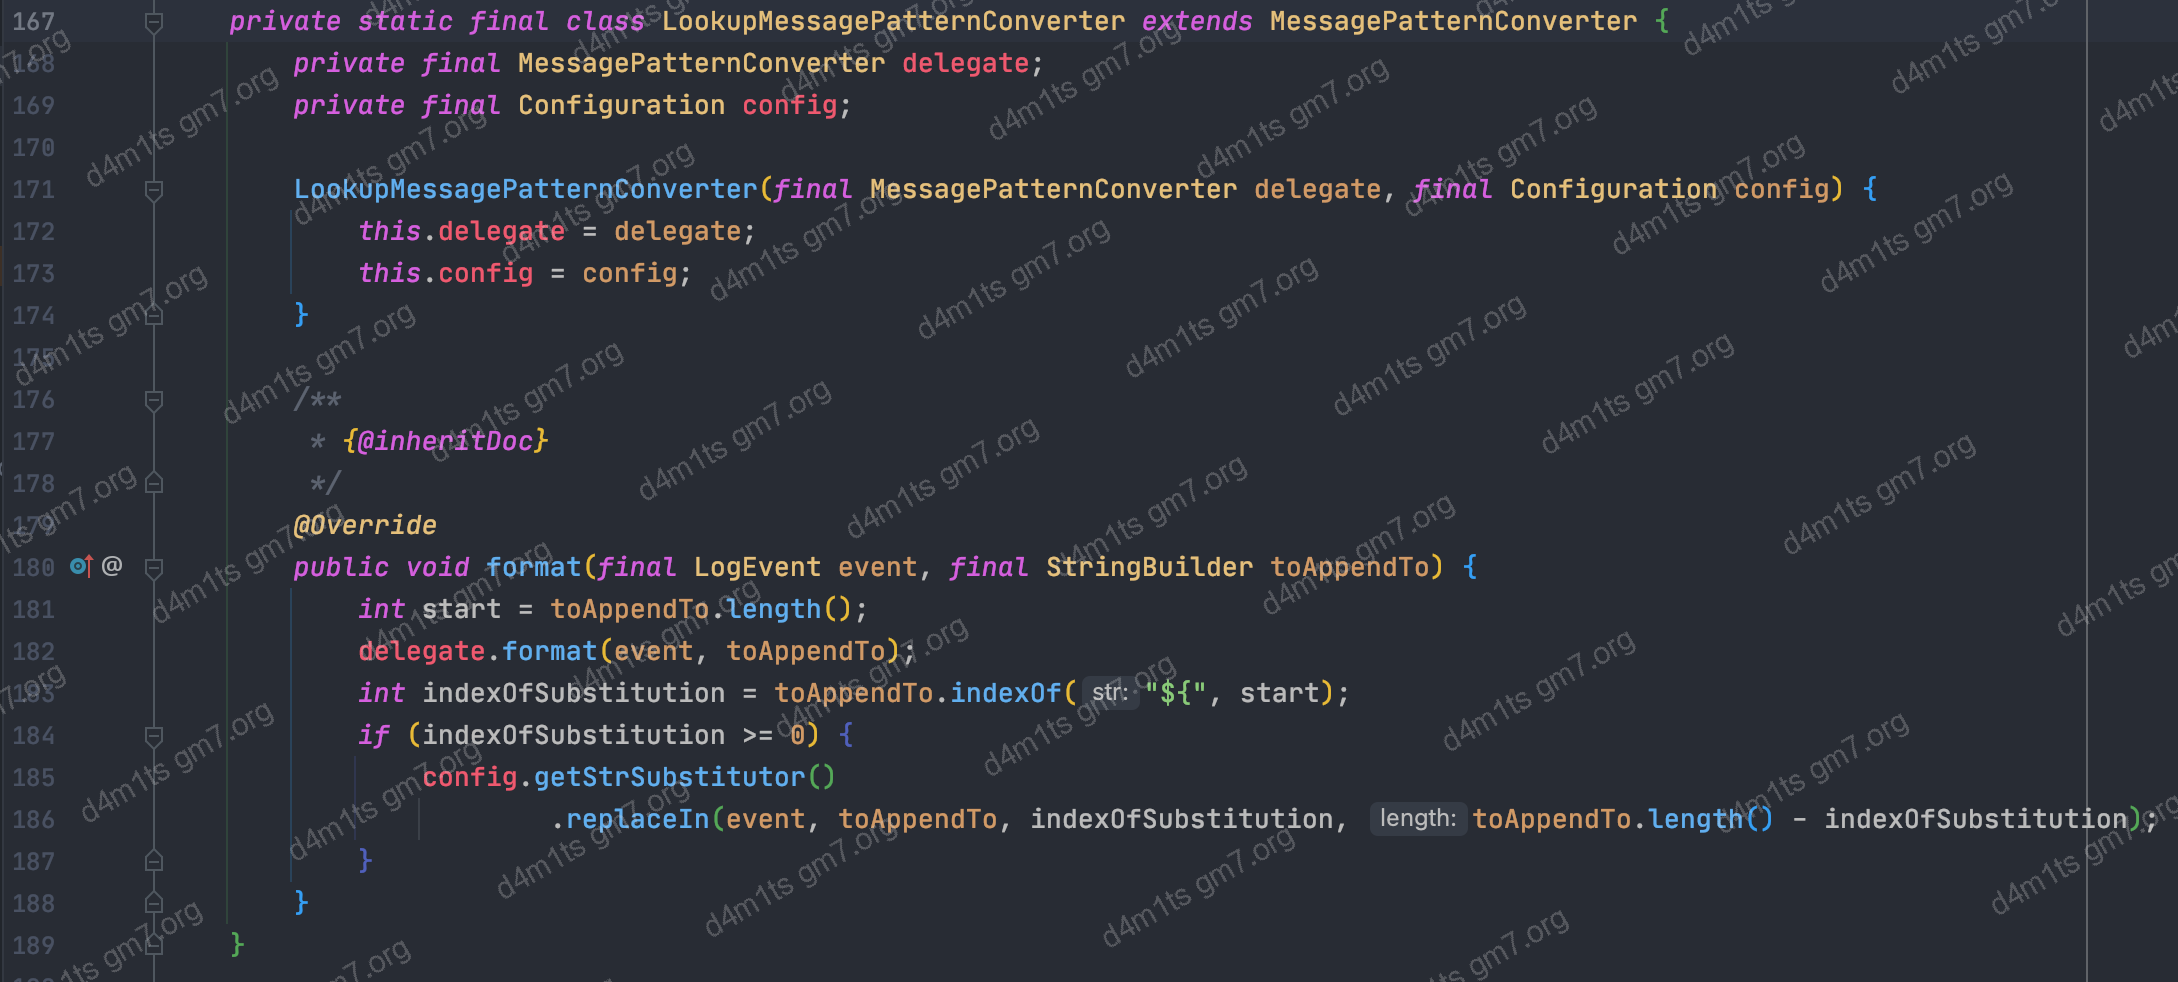 167 private static final class LookupMessagePatternConverter extends MessagePatternConverter {
168 private final MessagePatternConverter delegate;
169 private final Configuration config;
170
171 LookupMessagePatternConverter(final MessagePatternConverter delegate, final Configuration config) {
172 this.delegate = delegate;
173 this.config = config;
174 }
175
176 /**
177 * {@inheritDoc}
178 */
179 @Override
180 @ public void format(final LogEvent event, final StringBuilder toAppendTo) {
181 int start = toAppendTo.length();
182 delegate.format(event, toAppendTo);
183 int indexOfSubstitution = toAppendTo.indexOf( str: "${", start);
184 if (indexOfSubstitution >= 0) {
185 config.getStrSubstitutor()
186 .replaceIn(event, toAppendTo, indexOfSubstitution, length: toAppendTo.length() - indexOfSubstitution);
187 }
188 }
189 }
d4m1ts gm7.org